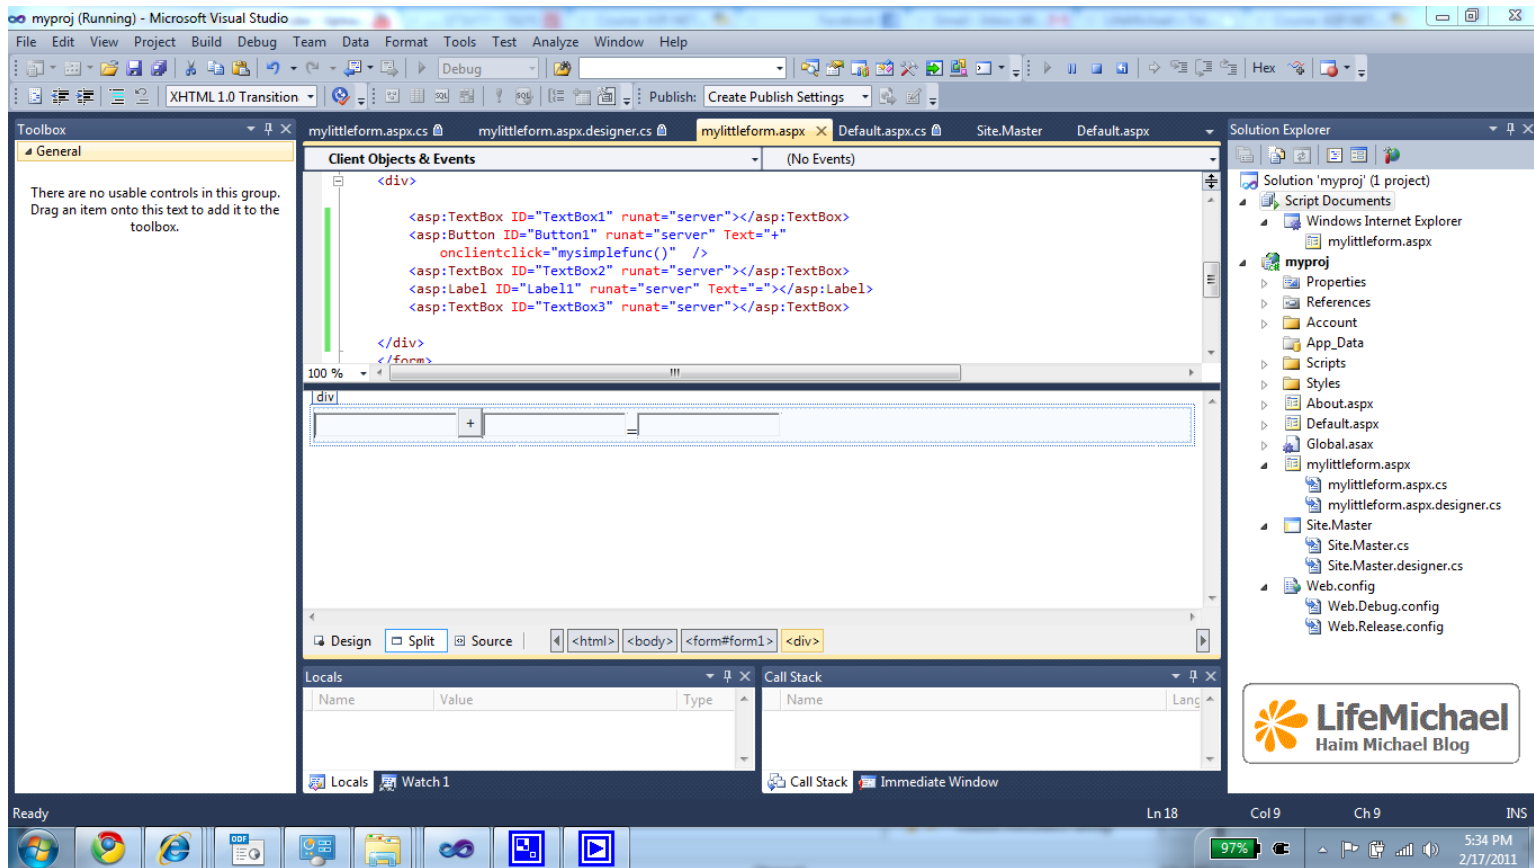 myproj (Running) - Microsoft Visual Studio
File Edit View Project Build Debug Team Data Format Tools Test Analyze Window Help
Debug
Hex
XHTML 1.0 Transition
Publish: Create Publish Settings
Toolbox
General
There are no usable controls in this group.
Drag an item onto this text to add it to the
toolbox.
mylittleform.aspx.cs mylittleform.aspx.designer.cs mylittleform.aspx Default.aspx.cs Site.Master Default.aspx
Client Objects & Events (No Events)
<div>
<asp:TextBox ID="TextBox1" runat="server"></asp:TextBox>
<asp:Button ID="Button1" runat="server" Text="+"
onclientclick="mysimplefunc()" />
<asp:TextBox ID="TextBox2" runat="server"></asp:TextBox>
<asp:Label ID="Label1" runat="server" Text="="></asp:Label>
<asp:TextBox ID="TextBox3" runat="server"></asp:TextBox>
</div>
</form>
100 %
div
+ =
Design Split Source <html> <body> <form#form1> <div>
Locals
Name Value Type
Locals Watch 1
Call Stack
Name Lang
Call Stack Immediate Window
Solution Explorer
Solution 'myproj' (1 project)
Script Documents
Windows Internet Explorer
mylittleform.aspx
myproj
Properties
References
Account
App_Data
Scripts
Styles
About.aspx
Default.aspx
Global.asax
mylittleform.aspx
mylittleform.aspx.cs
mylittleform.aspx.designer.cs
Site.Master
Site.Master.cs
Site.Master.designer.cs
Web.config
Web.Debug.config
Web.Release.config
LifeMichael
Haim Michael Blog
Ready Ln 18 Col 9 Ch 9 INS
ODF
97%
5:34 PM
2/17/2011